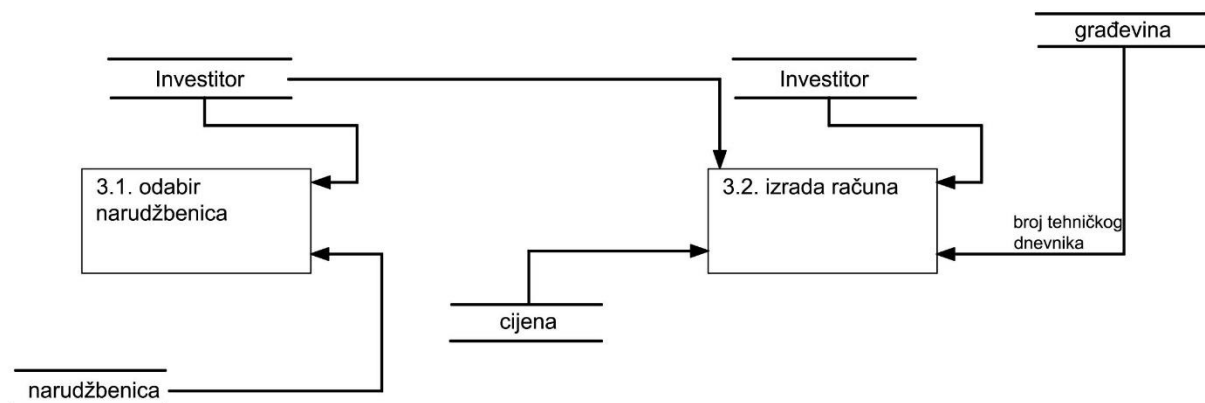 građevina
Investitor
Investitor
3.1. odabir
narudžbenica
3.2. izrada računa
broj tehničkog
dnevnika
cijena
narudžbenica